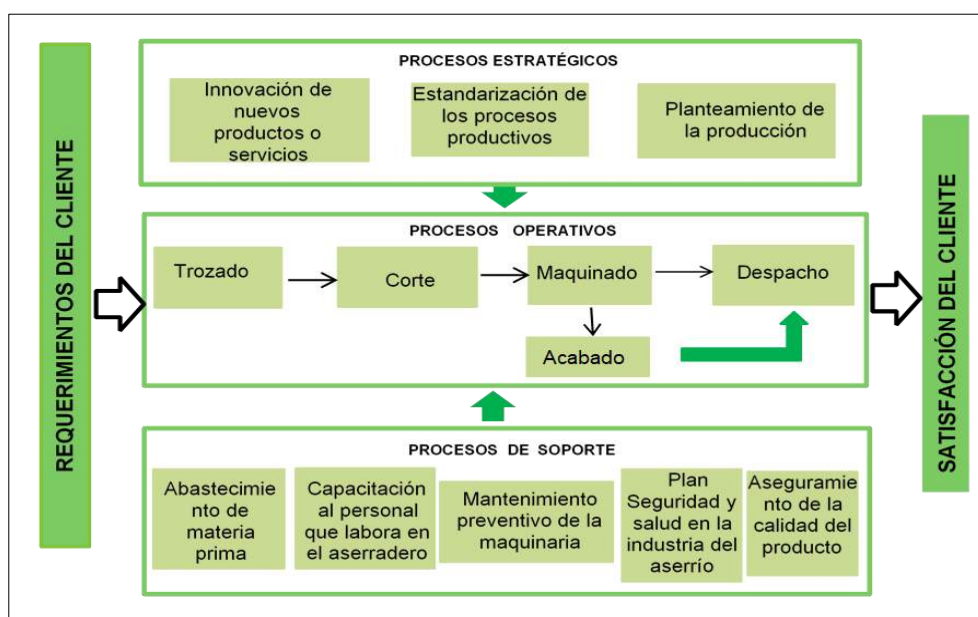 REQUERIMIENTOS DEL CLIENTE
PROCESOS ESTRATÉGICOS
Innovación de
nuevos
productos o
servicios
Estandarización de
los procesos
productivos
Planteamiento de
la producción
PROCESOS OPERATIVOS
Trozado
Corte
Maquinado
Despacho
Acabado
PROCESOS DE SOPORTE
Abastecimie
nto de
materia
prima
Capacitación
al personal
que labora en
el aserradero
Mantenimiento
preventivo de la
maquinaria
Plan
Seguridad y
salud en la
industria del
aserrío
Aseguramie
nto de la
calidad del
producto
SATISFACCIÓN DEL CLIENTE